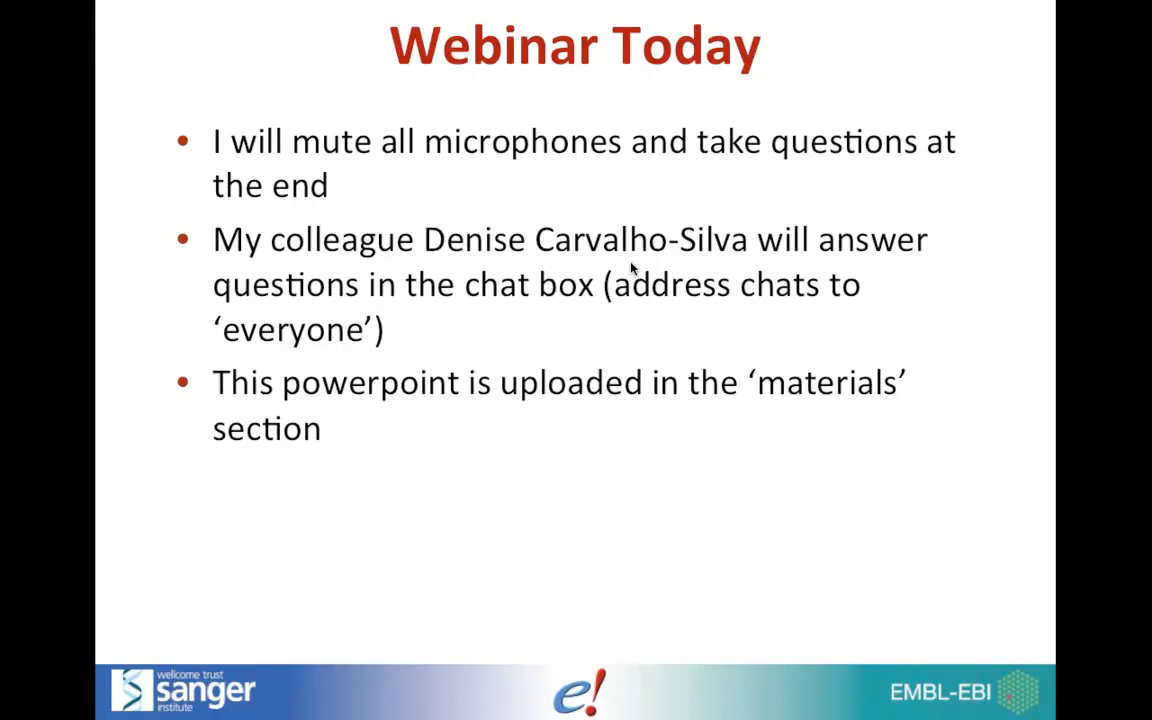 Webinar Today
• I will mute all microphones and take questions at
the end
• My colleague Denise Carvalho-Silva will answer
questions in the chat box (address chats to
‘everyone’)
• This powerpoint is uploaded in the ‘materials’
section
wellcome trust
sanger
institute
e!
EMBL-EBI